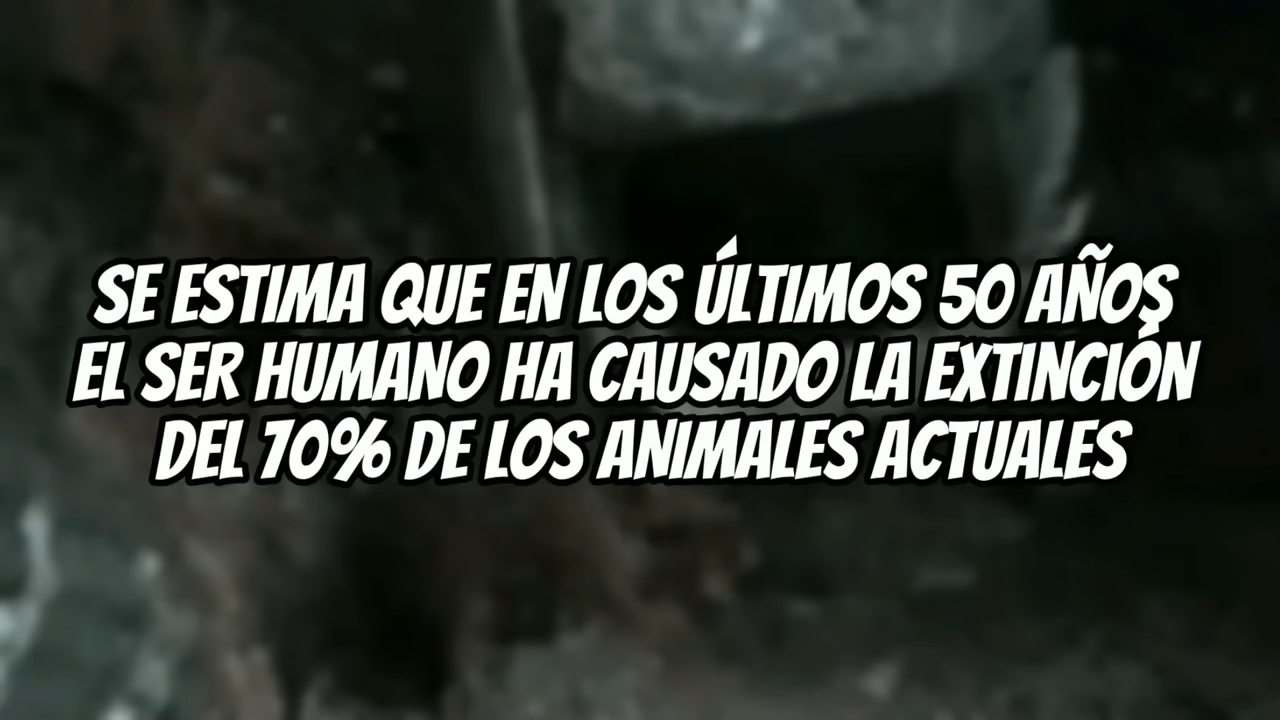 SE ESTIMA QUE EN LOS ÚLTIMOS 50 AÑOS
EL SER HUMANO HA CAUSADO LA EXTINCIÓN
DEL 70% DE LOS ANIMALES ACTUALES